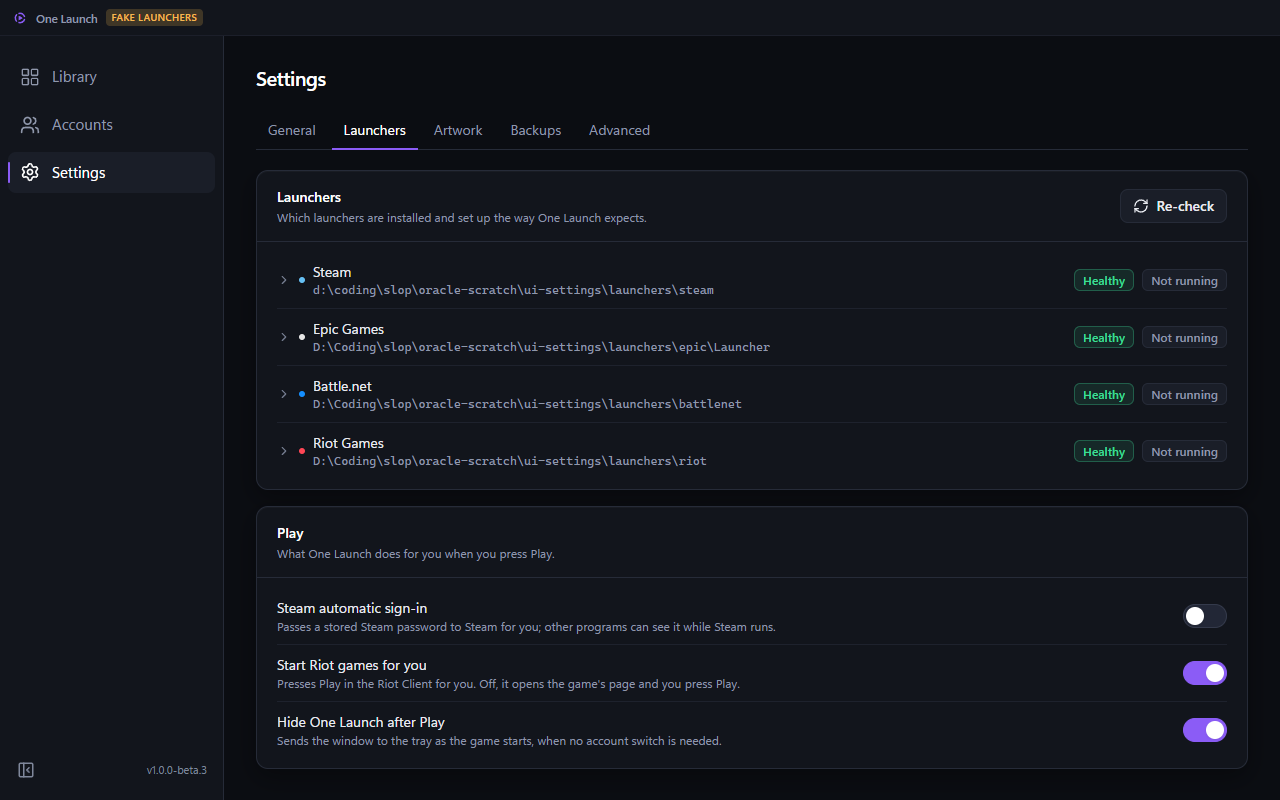 One Launch FAKE LAUNCHERS
Library
Accounts
Settings
v1.0.0-beta.3
Settings
General Launchers Artwork Backups Advanced
Launchers
Which launchers are installed and set up the way One Launch expects.
Re-check
Steam
d:\coding\slop\oracle-scratch\ui-settings\launchers\steam
Healthy Not running
Epic Games
D:\Coding\slop\oracle-scratch\ui-settings\launchers\epic\Launcher
Healthy Not running
Battle.net
D:\Coding\slop\oracle-scratch\ui-settings\launchers\battlenet
Healthy Not running
Riot Games
D:\Coding\slop\oracle-scratch\ui-settings\launchers\riot
Healthy Not running
Play
What One Launch does for you when you press Play.
Steam automatic sign-in
Passes a stored Steam password to Steam for you; other programs can see it while Steam runs.
Start Riot games for you
Presses Play in the Riot Client for you. Off, it opens the game's page and you press Play.
Hide One Launch after Play
Sends the window to the tray as the game starts, when no account switch is needed.